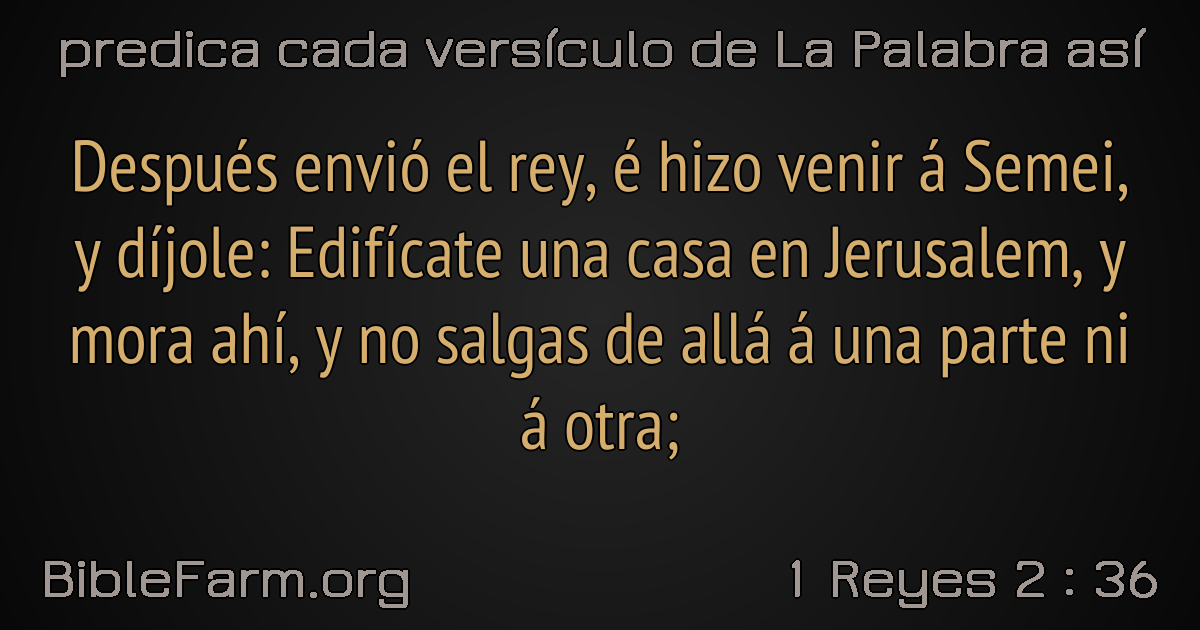 predica cada versículo de La Palabra así
Después envió el rey, é hizo venir á Semei,
y díjole: Edifícate una casa en Jerusalem, y
mora ahí, y no salgas de allá á una parte ni
á otra;
BibleFarm.org
1 Reyes 2 : 36